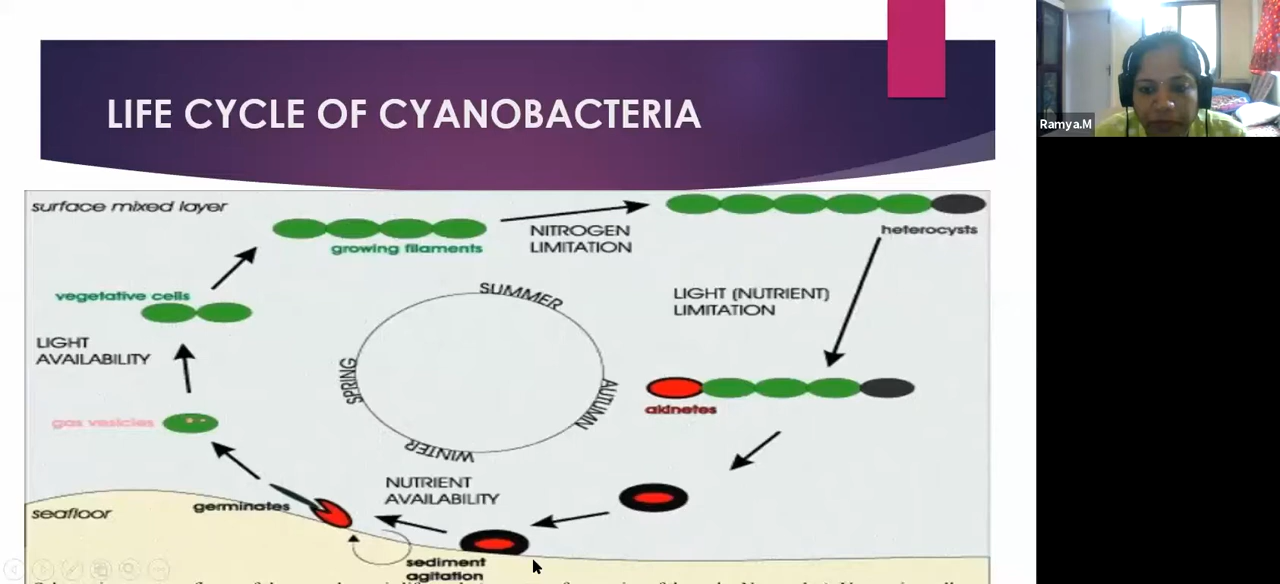 LIFE CYCLE OF CYANOBACTERIA
Ramya.M
surface mixed layer
growing filaments
NITROGEN
LIMITATION
heterocysts
vegetative cells
SUMMER
LIGHT (NUTRIENT)
LIMITATION
LIGHT
AVAILABILITY
SPRING
AUTUMN
akinetes
gas vesicles
WINTER
NUTRIENT
AVAILABILITY
germinates
seafloor
sediment
agitation